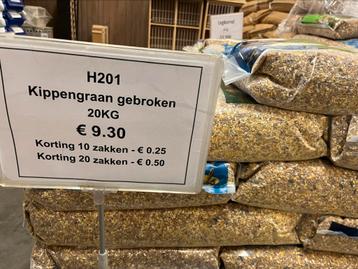 H201
Kippengraan gebroken
20KG
€ 9.30
Korting 10 zakken - € 0.25
Korting 20 zakken - € 0.50